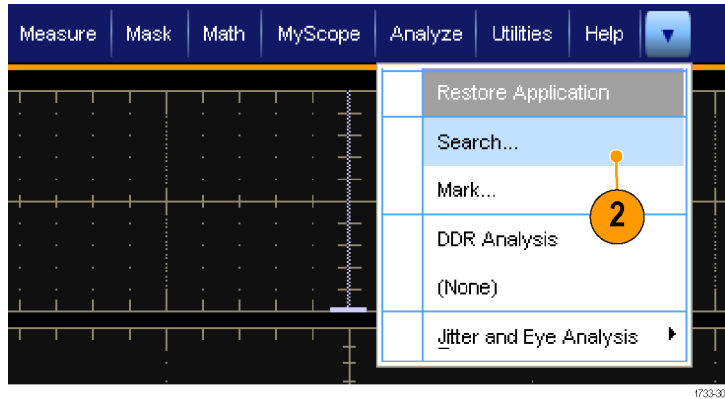 Measure Mask Math MyScope Analyze Utilities Help
Restore Application
Search...
Mark...
2
DDR Analysis
(None)
Jitter and Eye Analysis
1733-30